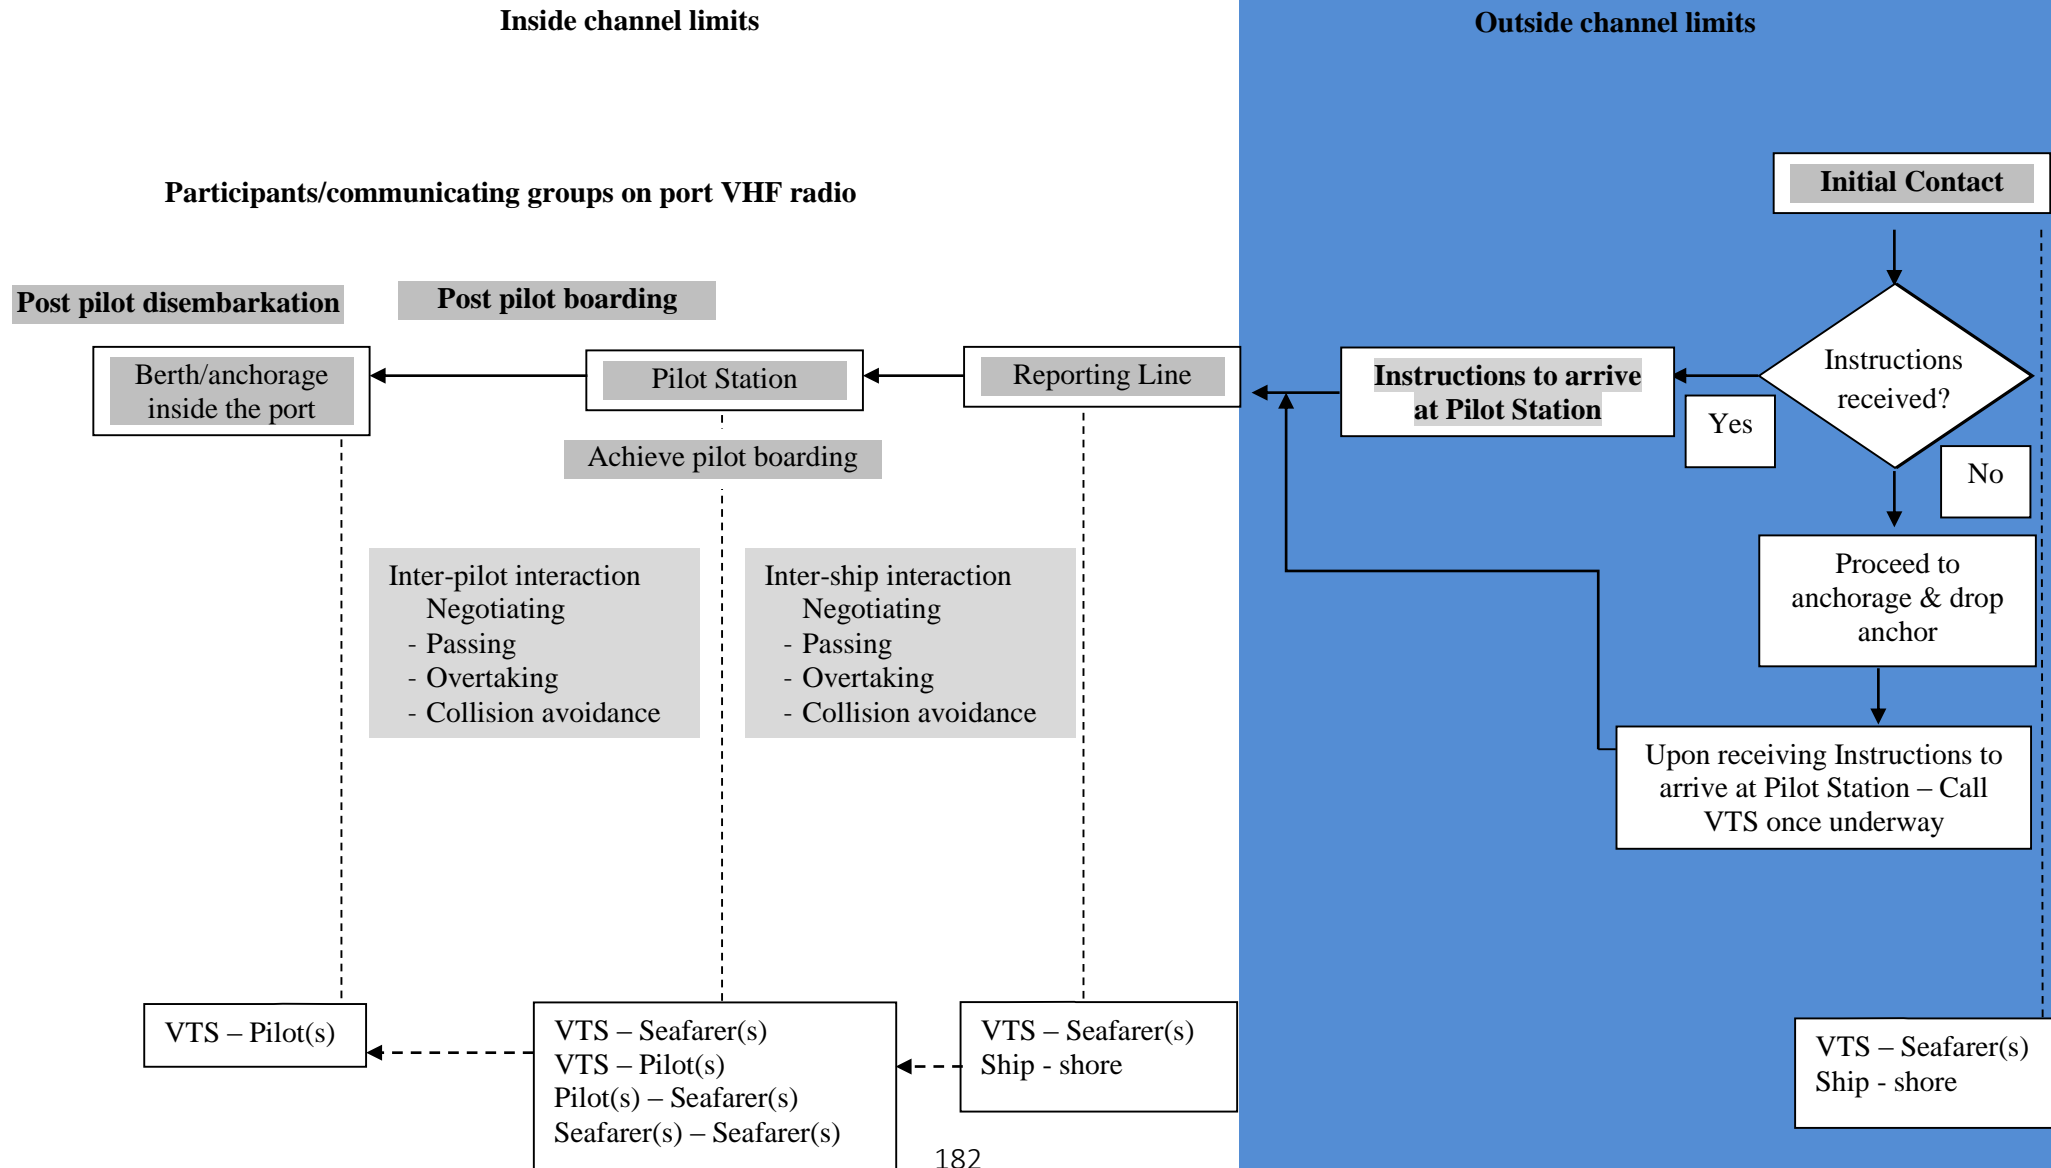 Inside channel limits
Outside channel limits
Participants/communicating groups on port VHF radio
Initial Contact
Post pilot disembarkation
Post pilot boarding
Berth/anchorage
inside the port
Pilot Station
Reporting Line
Instructions to arrive
at Pilot Station
Instructions
received?
Yes
No
Achieve pilot boarding
Inter-pilot interaction
Negotiating
- Passing
- Overtaking
- Collision avoidance
Inter-ship interaction
Negotiating
- Passing
- Overtaking
- Collision avoidance
Proceed to
anchorage & drop
anchor
Upon receiving Instructions to
arrive at Pilot Station – Call
VTS once underway
VTS – Pilot(s)
VTS – Seafarer(s)
VTS – Pilot(s)
Pilot(s) – Seafarer(s)
Seafarer(s) – Seafarer(s)
VTS – Seafarer(s)
Ship - shore
VTS – Seafarer(s)
Ship - shore
182